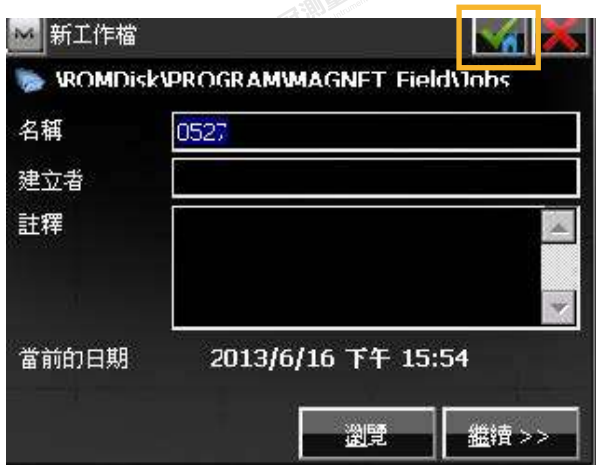 新工作檔
\ROMDisk\PROGRAM\MAGNET Field\Jobs
名稱
0527
建立者
註釋
當前的日期 2013/6/16 下午 15:54
瀏覽 繼續 >>